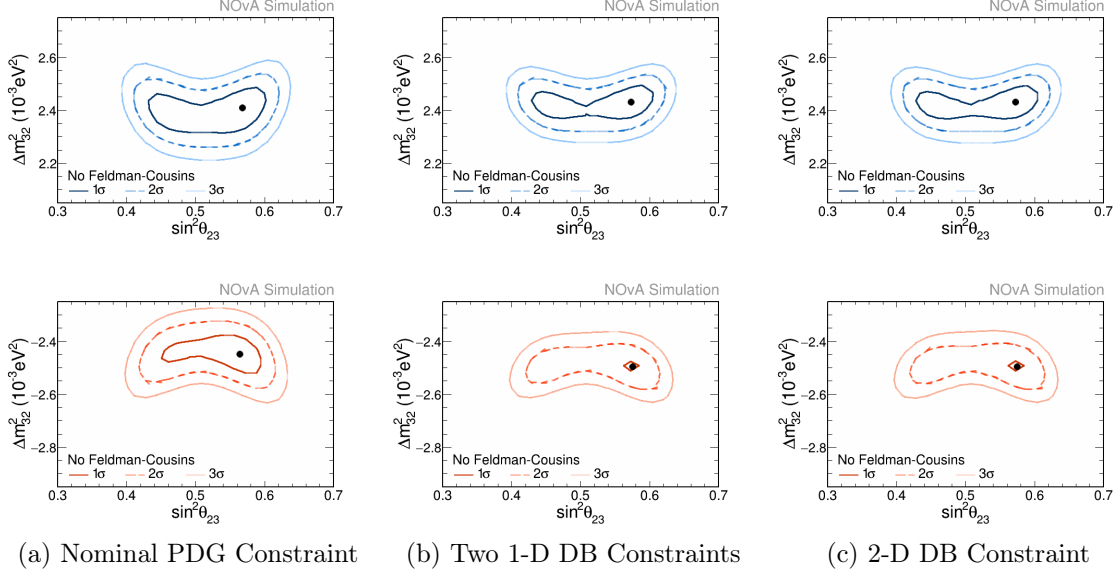 NOvA Simulation
Δm²₃₂ (10⁻³eV²)
2.6
2.4
2.2
No Feldman-Cousins
1σ 2σ 3σ
0.3 0.4 0.5 0.6 0.7
sin²θ₂₃
NOvA Simulation
Δm²₃₂ (10⁻³eV²)
2.6
2.4
2.2
No Feldman-Cousins
1σ 2σ 3σ
0.3 0.4 0.5 0.6 0.7
sin²θ₂₃
NOvA Simulation
Δm²₃₂ (10⁻³eV²)
2.6
2.4
2.2
No Feldman-Cousins
1σ 2σ 3σ
0.3 0.4 0.5 0.6 0.7
sin²θ₂₃
NOvA Simulation
Δm²₃₂ (10⁻³eV²)
−2.4
−2.6
−2.8
No Feldman-Cousins
1σ 2σ 3σ
0.3 0.4 0.5 0.6 0.7
sin²θ₂₃
NOvA Simulation
Δm²₃₂ (10⁻³eV²)
−2.4
−2.6
−2.8
No Feldman-Cousins
1σ 2σ 3σ
0.3 0.4 0.5 0.6 0.7
sin²θ₂₃
NOvA Simulation
Δm²₃₂ (10⁻³eV²)
−2.4
−2.6
−2.8
No Feldman-Cousins
1σ 2σ 3σ
0.3 0.4 0.5 0.6 0.7
sin²θ₂₃
(a) Nominal PDG Constraint
(b) Two 1-D DB Constraints
(c) 2-D DB Constraint